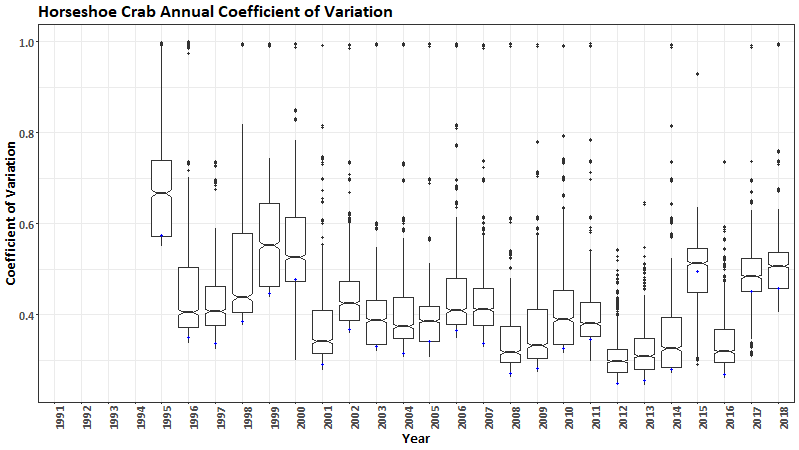 Horseshoe Crab Annual Coefficient of Variation
1.0
0.8
0.6
0.4
Coefficient of Variation
1991 1992 1993 1994 1995 1996 1997 1998 1999 2000 2001 2002 2003 2004 2005 2006 2007 2008 2009 2010 2011 2012 2013 2014 2015 2016 2017 2018
Year